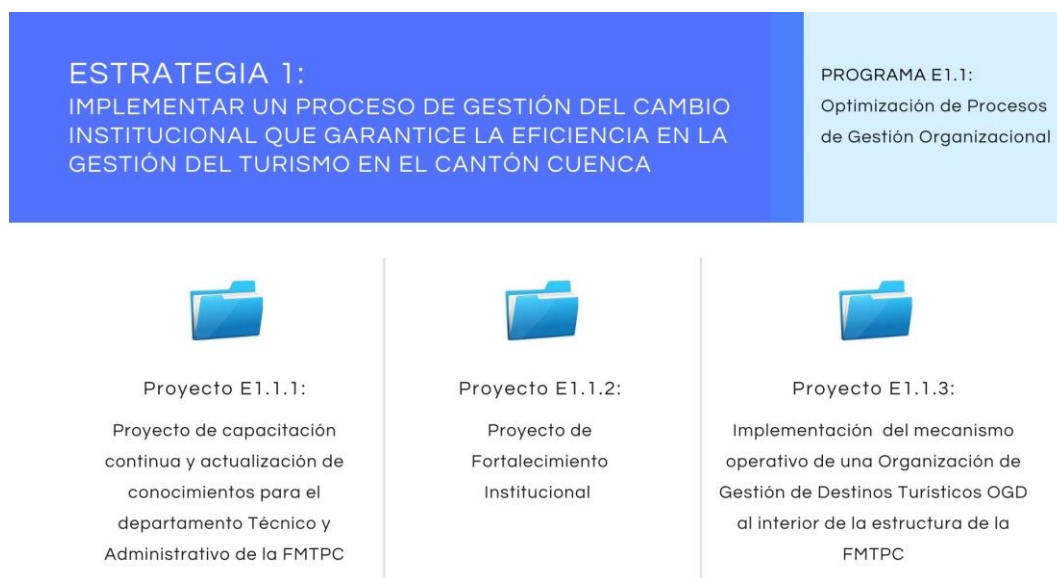 ESTRATEGIA 1:
IMPLEMENTAR UN PROCESO DE GESTIÓN DEL CAMBIO
INSTITUCIONAL QUE GARANTICE LA EFICIENCIA EN LA
GESTIÓN DEL TURISMO EN EL CANTÓN CUENCA
PROGRAMA E1.1:
Optimización de Procesos
de Gestión Organizacional
Proyecto E1.1.1:
Proyecto de capacitación
continua y actualización de
conocimientos para el
departamento Técnico y
Administrativo de la FMTPC
Proyecto E1.1.2:
Proyecto de
Fortalecimiento
Institucional
Proyecto E1.1.3:
Implementación del mecanismo
operativo de una Organización de
Gestión de Destinos Turísticos OGD
al interior de la estructura de la
FMTPC